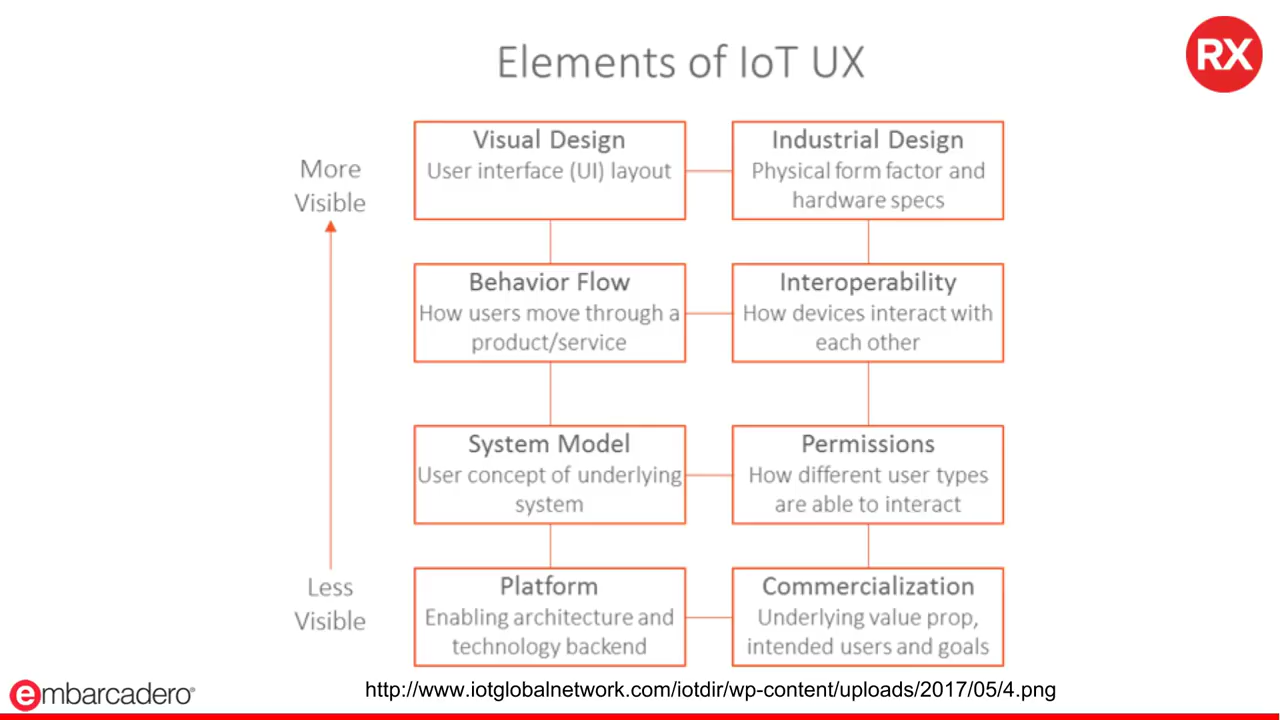 Elements of IoT UX
RX
More
Visible
Visual Design
User interface (UI) layout
Industrial Design
Physical form factor and
hardware specs
Behavior Flow
How users move through a
product/service
Interoperability
How devices interact with
each other
System Model
User concept of underlying
system
Permissions
How different user types
are able to interact
Less
Visible
Platform
Enabling architecture and
technology backend
Commercialization
Underlying value prop,
intended users and goals
embarcadero®
http://www.iotglobalnetwork.com/iotdir/wp-content/uploads/2017/05/4.png